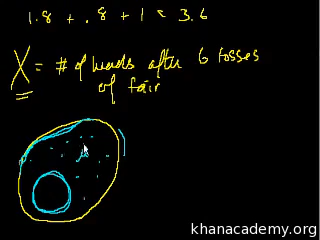 1.8 + .8 + 1 = 3.6
X = # of heads after 6 tosses
of fair
khanacademy.org